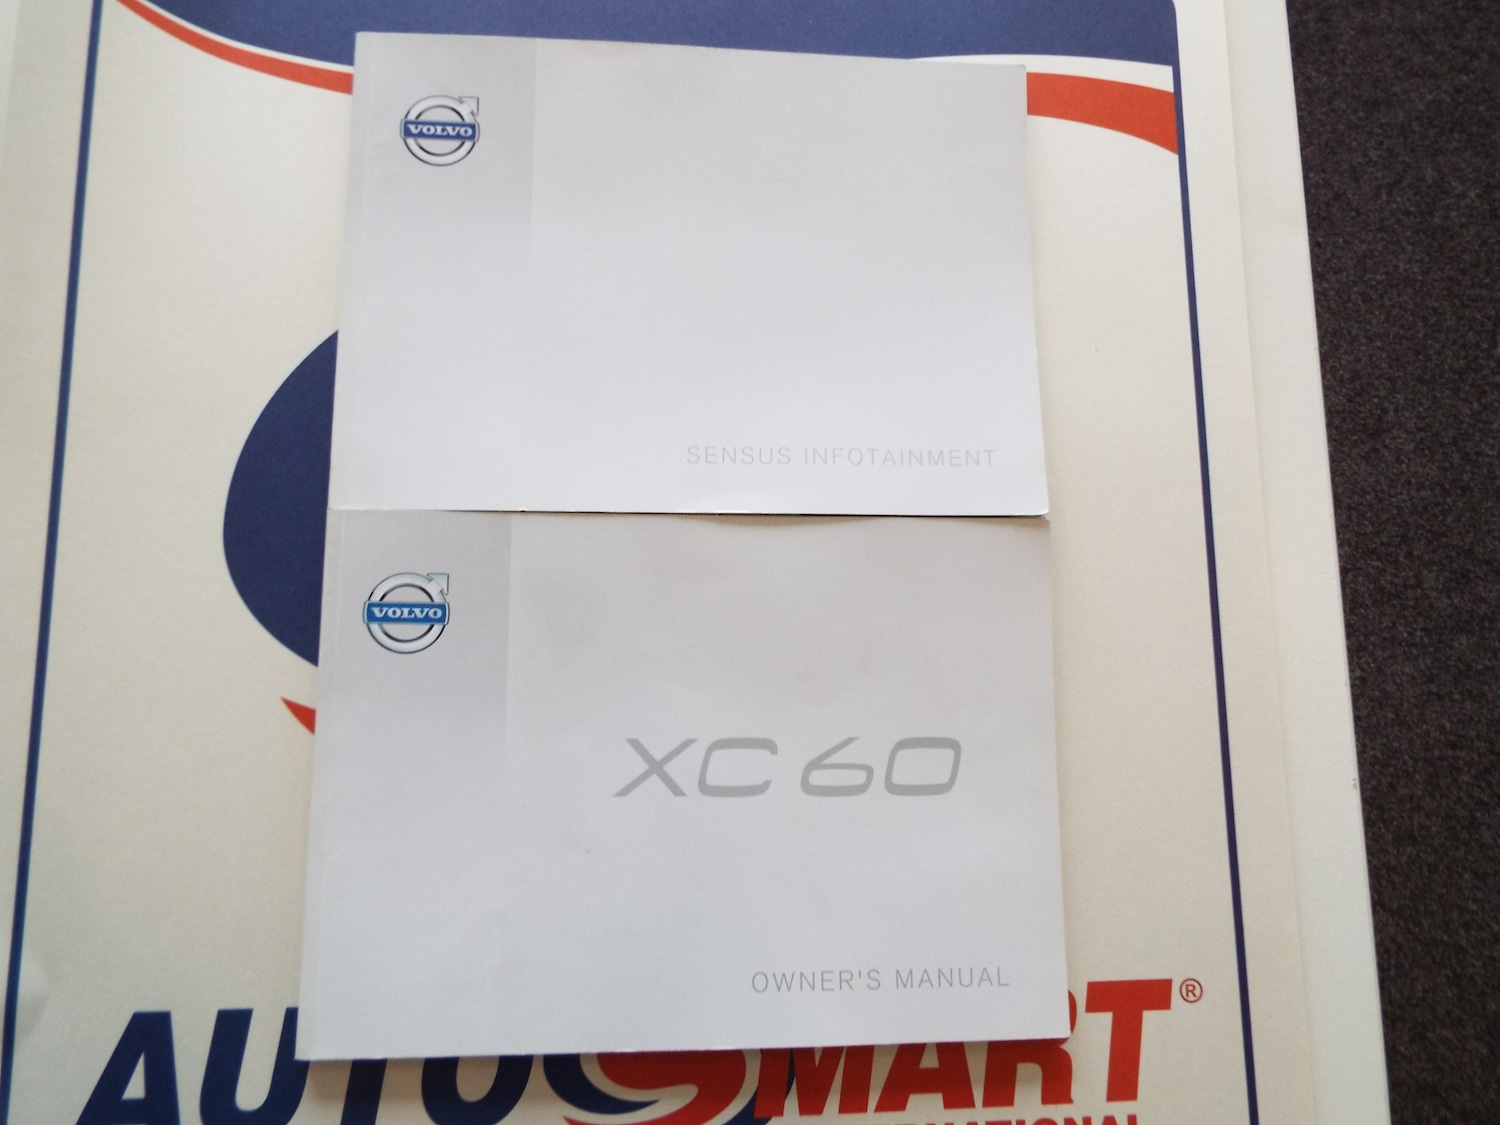 VOLVO
SENSUS INFOTAINMENT
VOLVO
XC60
OWNER'S MANUAL
AUTOSMART®